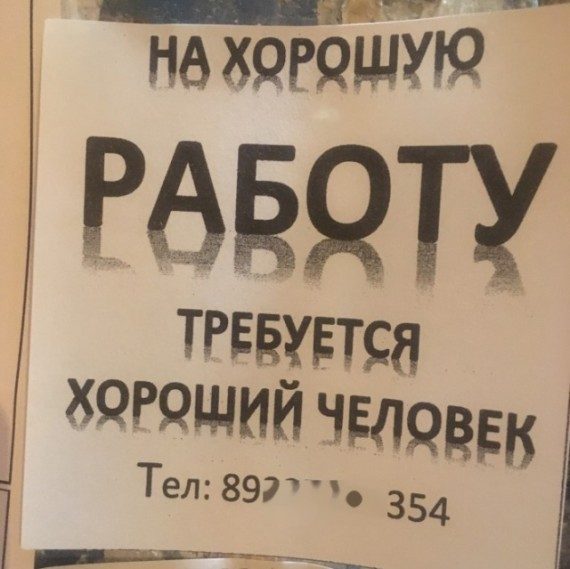 НА ХОРОШУЮ
РАБОТУ
ТРЕБУЕТСЯ
ХОРОШИЙ ЧЕЛОВЕК
Тел: 89 354